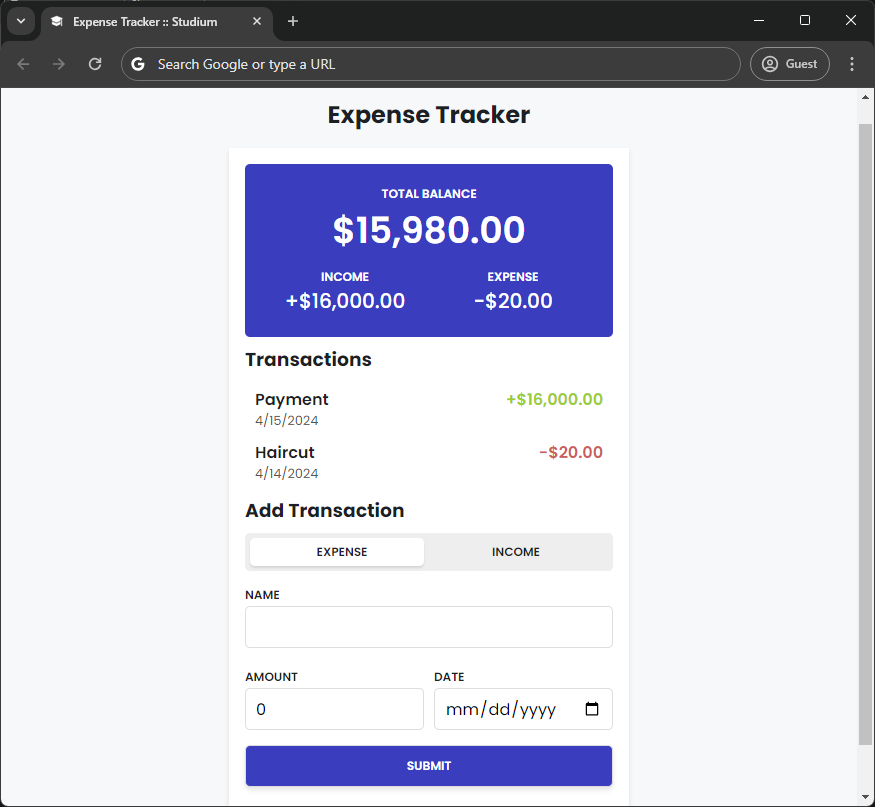 Expense Tracker :: Studium
Search Google or type a URL
Guest
Expense Tracker
TOTAL BALANCE
$15,980.00
INCOME EXPENSE
+$16,000.00 -$20.00
Transactions
Payment +$16,000.00
4/15/2024
Haircut -$20.00
4/14/2024
Add Transaction
EXPENSE INCOME
NAME
AMOUNT DATE
0 mm/dd/yyyy
SUBMIT